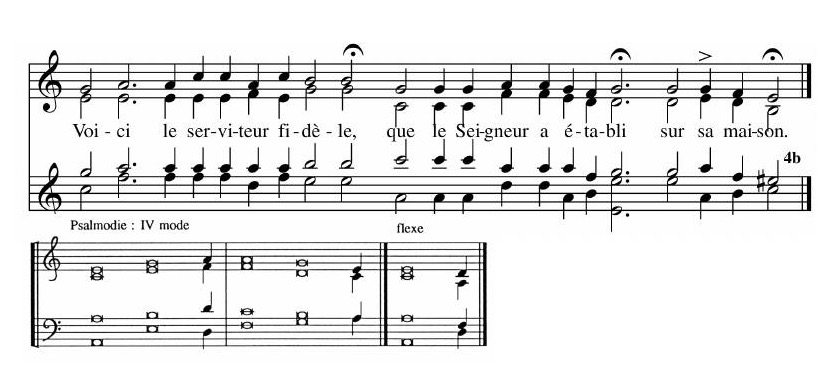 Voi - ci le ser-vi-teur fi-dè-le, que le Sei-gneur a é-ta-bli sur sa mai-son.
4b
Psalmodie : IV mode
flexe